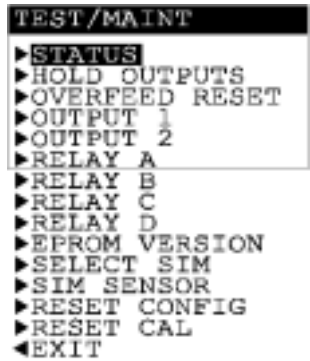 TEST/MAINT
STATUS
HOLD OUTPUTS
OVERFEED RESET
OUTPUT 1
OUTPUT 2
RELAY A
RELAY B
RELAY C
RELAY D
EPROM VERSION
SELECT SIM
SIM SENSOR
RESET CONFIG
RESET CAL
EXIT